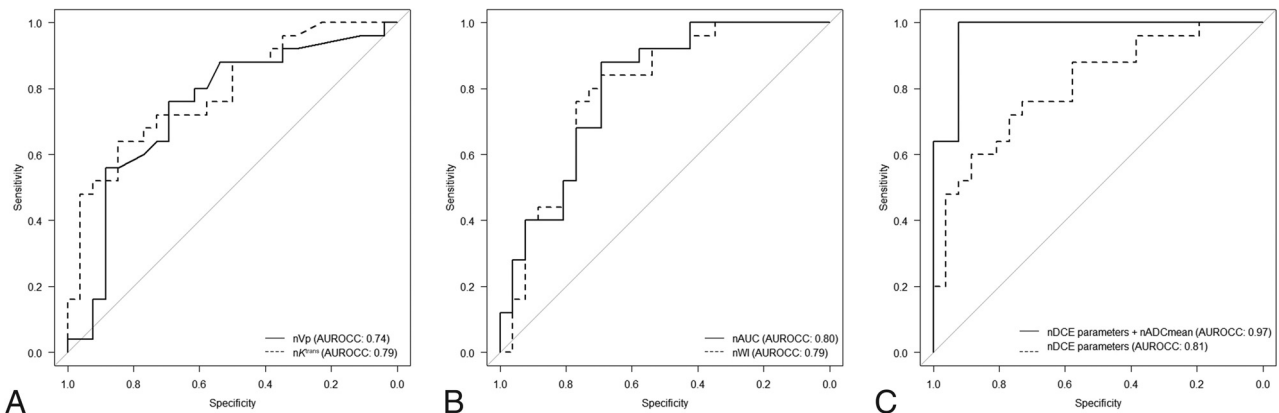 1.0
0.8
0.6
0.4
0.2
0.0
Sensitivity
nVp (AUROCC: 0.74)
nKtrans (AUROCC: 0.79)
1.0 0.8 0.6 0.4 0.2 0.0
Specificity
A
1.0
0.8
0.6
0.4
0.2
0.0
Sensitivity
nAUC (AUROCC: 0.80)
nWI (AUROCC: 0.79)
1.0 0.8 0.6 0.4 0.2 0.0
Specificity
B
1.0
0.8
0.6
0.4
0.2
0.0
Sensitivity
nDCE parameters + nADCmean (AUROCC: 0.97)
nDCE parameters (AUROCC: 0.81)
1.0 0.8 0.6 0.4 0.2 0.0
Specificity
C